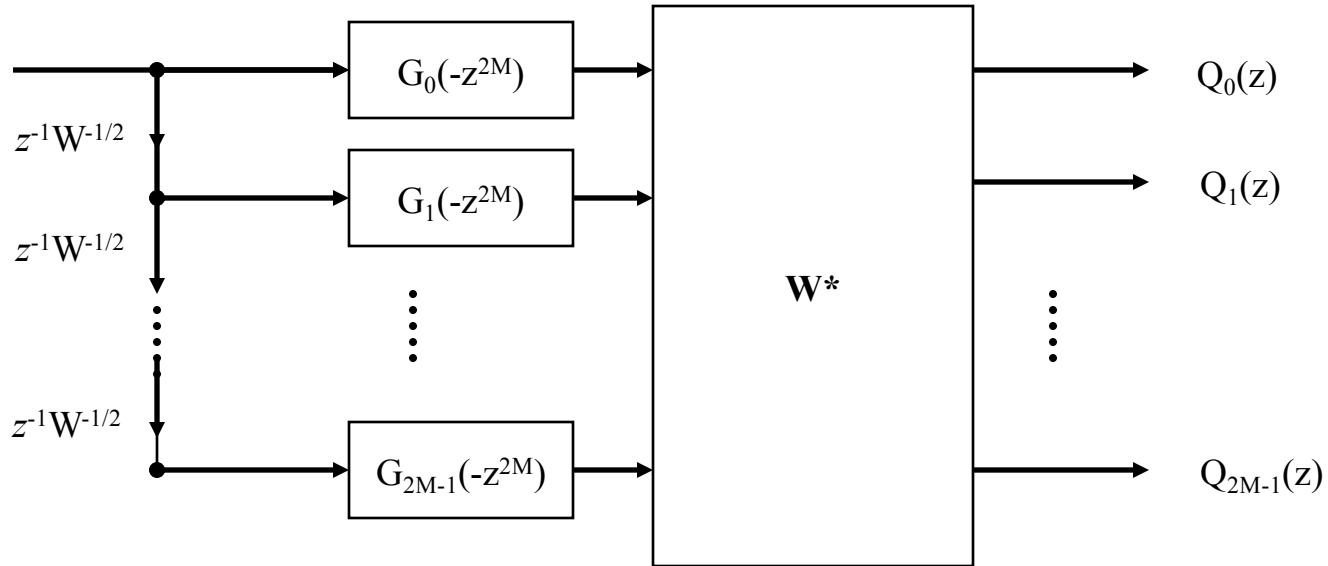 G₀(-z²ᴹ)
Q₀(z)
z⁻¹W⁻¹/²
G₁(-z²ᴹ)
Q₁(z)
z⁻¹W⁻¹/²
W*
z⁻¹W⁻¹/²
G₂ₘ₋₁(-z²ᴹ)
Q₂ₘ₋₁(z)